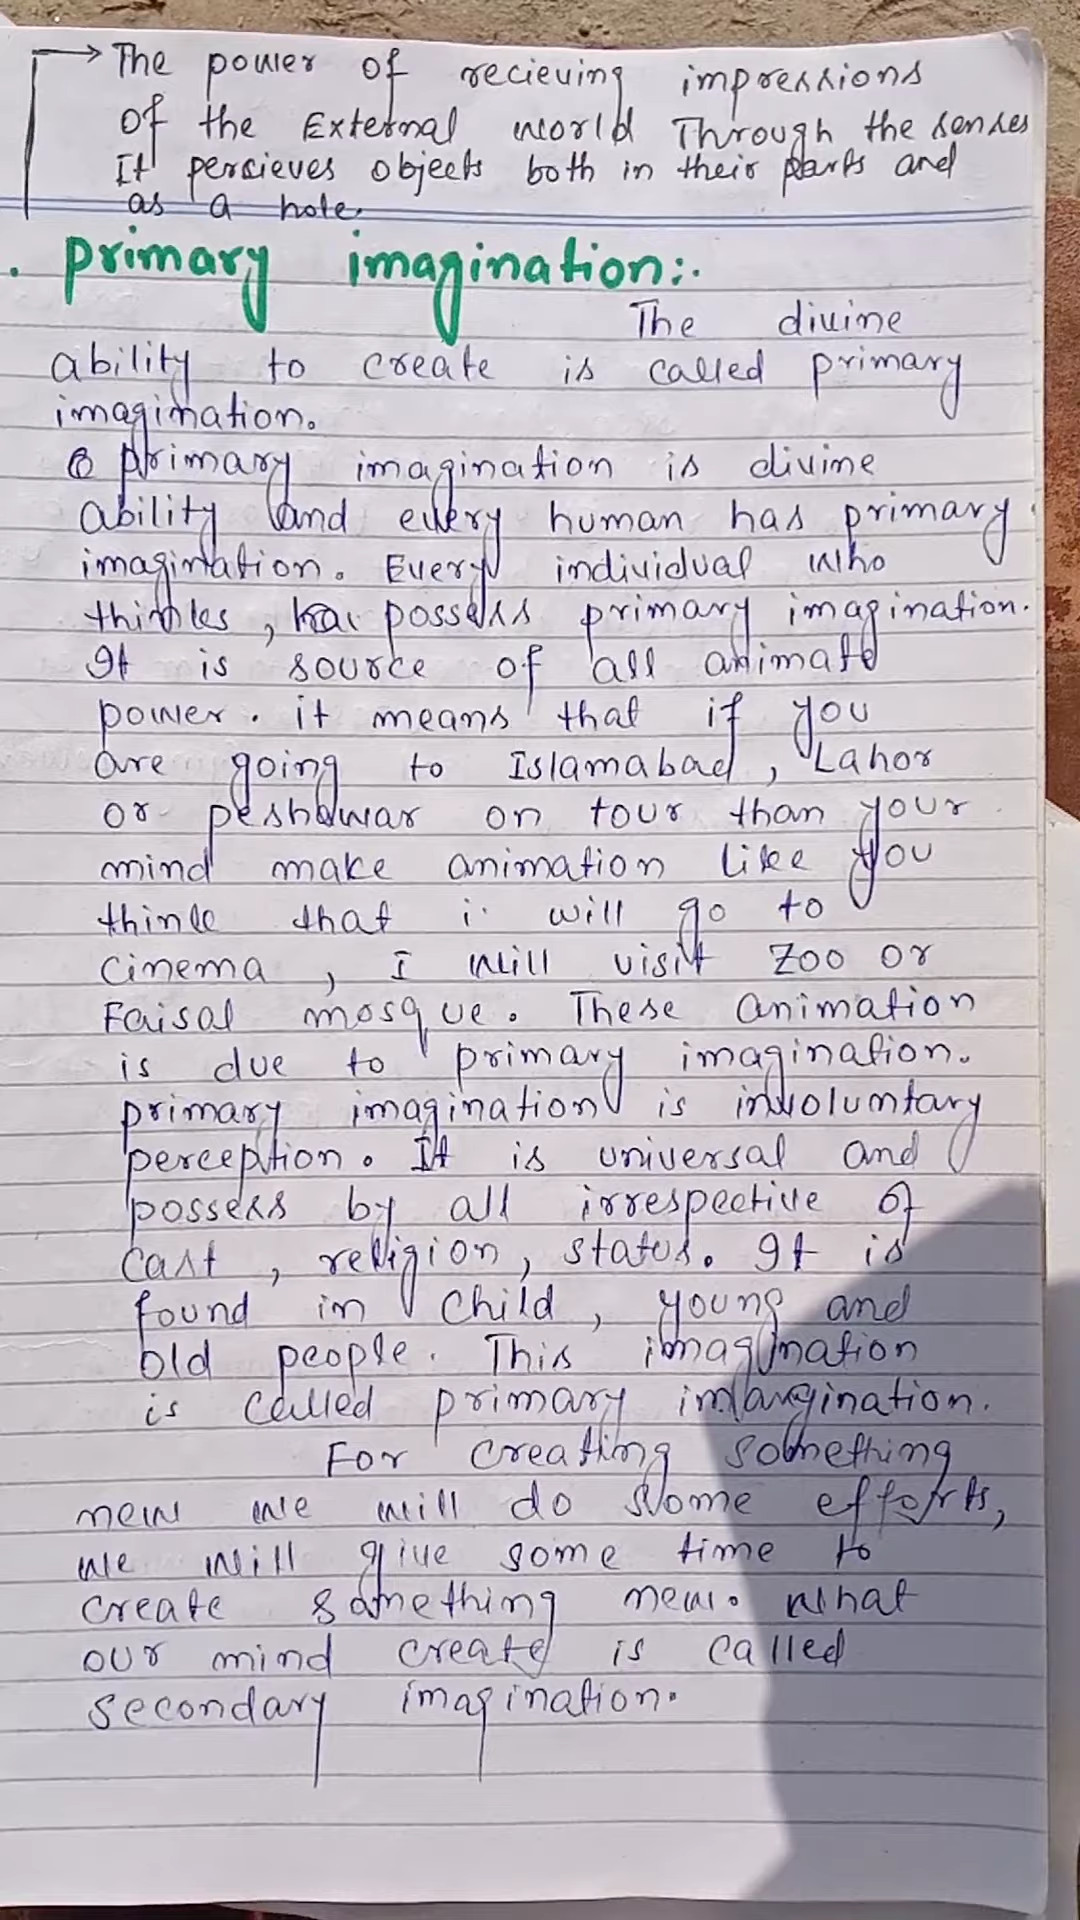 The power of recieving impressions
of the External world Through the senses
It percieves objects both in their parts and
as a hole.
primary imagination:.
The divine
ability to create is called primary
imagination.
primary imagination is divine
ability and every human has primary
imagination. Every individual who
thinks, possess primary imagination.
It is source of all animate
power. it means that if you
are going to Islamabad, Lahor
or peshawar on tour than your
mind make animation like you
think that i will go to
cinema, I will visit zoo or
Faisal mosque. These animation
is due to primary imagination.
primary imagination is involuntary
perception. It is universal and
possess by all irrespective of
cast, religion, status. It is
found in child, young and
old people. This imagination
is called primary imargination.
For creating something
new we will do some efforts,
we will give some time to
create something new. what
our mind create is called
secondary imagination.